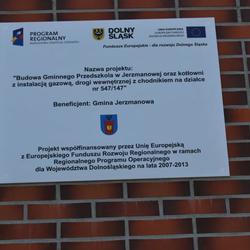 PROGRAM
REGIONALNY
DOLNY
ŚLĄSK
UNIA EUROPEJSKA
Fundusze Europejskie - dla rozwoju Dolnego Śląska
Nazwa projektu:
"Budowa Gminnego Przedszkola w Jerzmanowej oraz kotłowni
z instalacją gazową, drogi wewnętrznej z chodnikiem na działce
nr 547/147"
Beneficjent: Gmina Jerzmanowa
Projekt współfinansowany przez Unię Europejską
z Europejskiego Funduszu Rozwoju Regionalnego w ramach
Regionalnego Programu Operacyjnego
dla Województwa Dolnośląskiego na lata 2007-2013